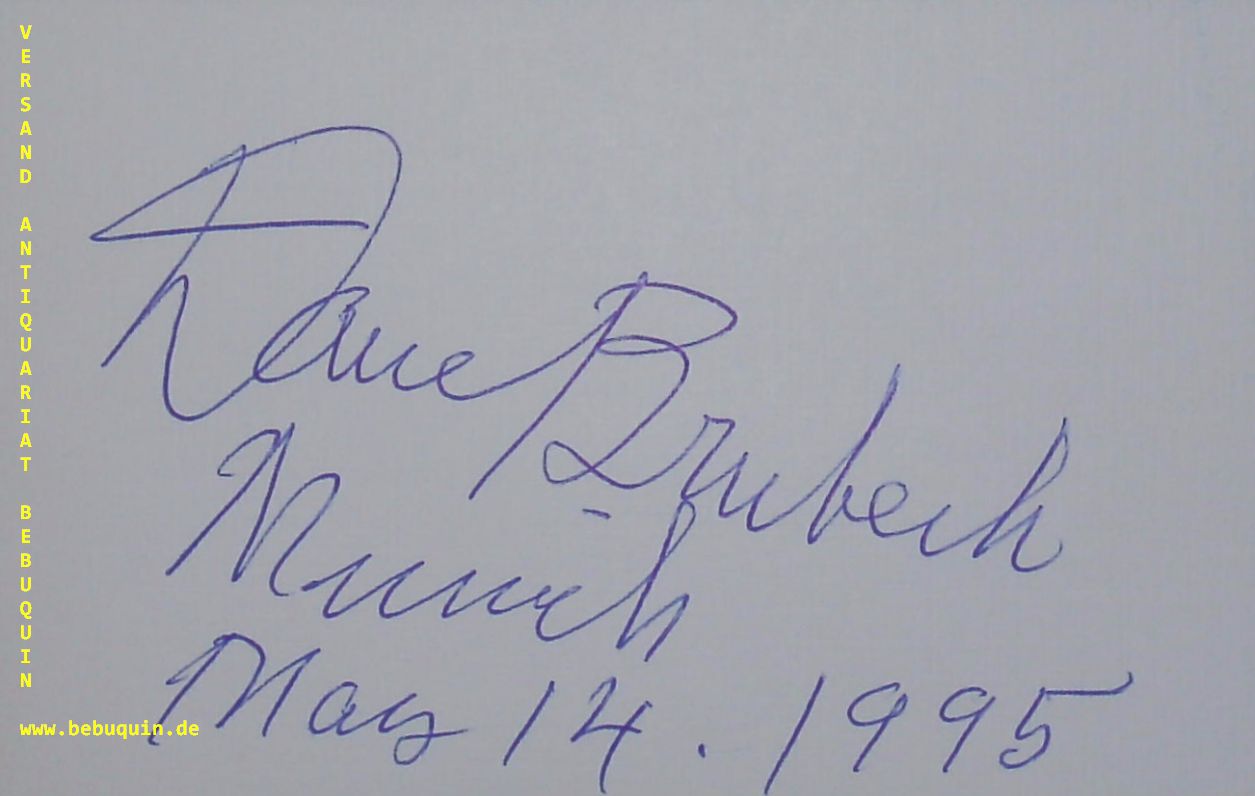 VERSAND ANTIQUARIAT BEBUQUIN
www.bebuquin.de
Dave Brubeck
Munich
May 14. 1995